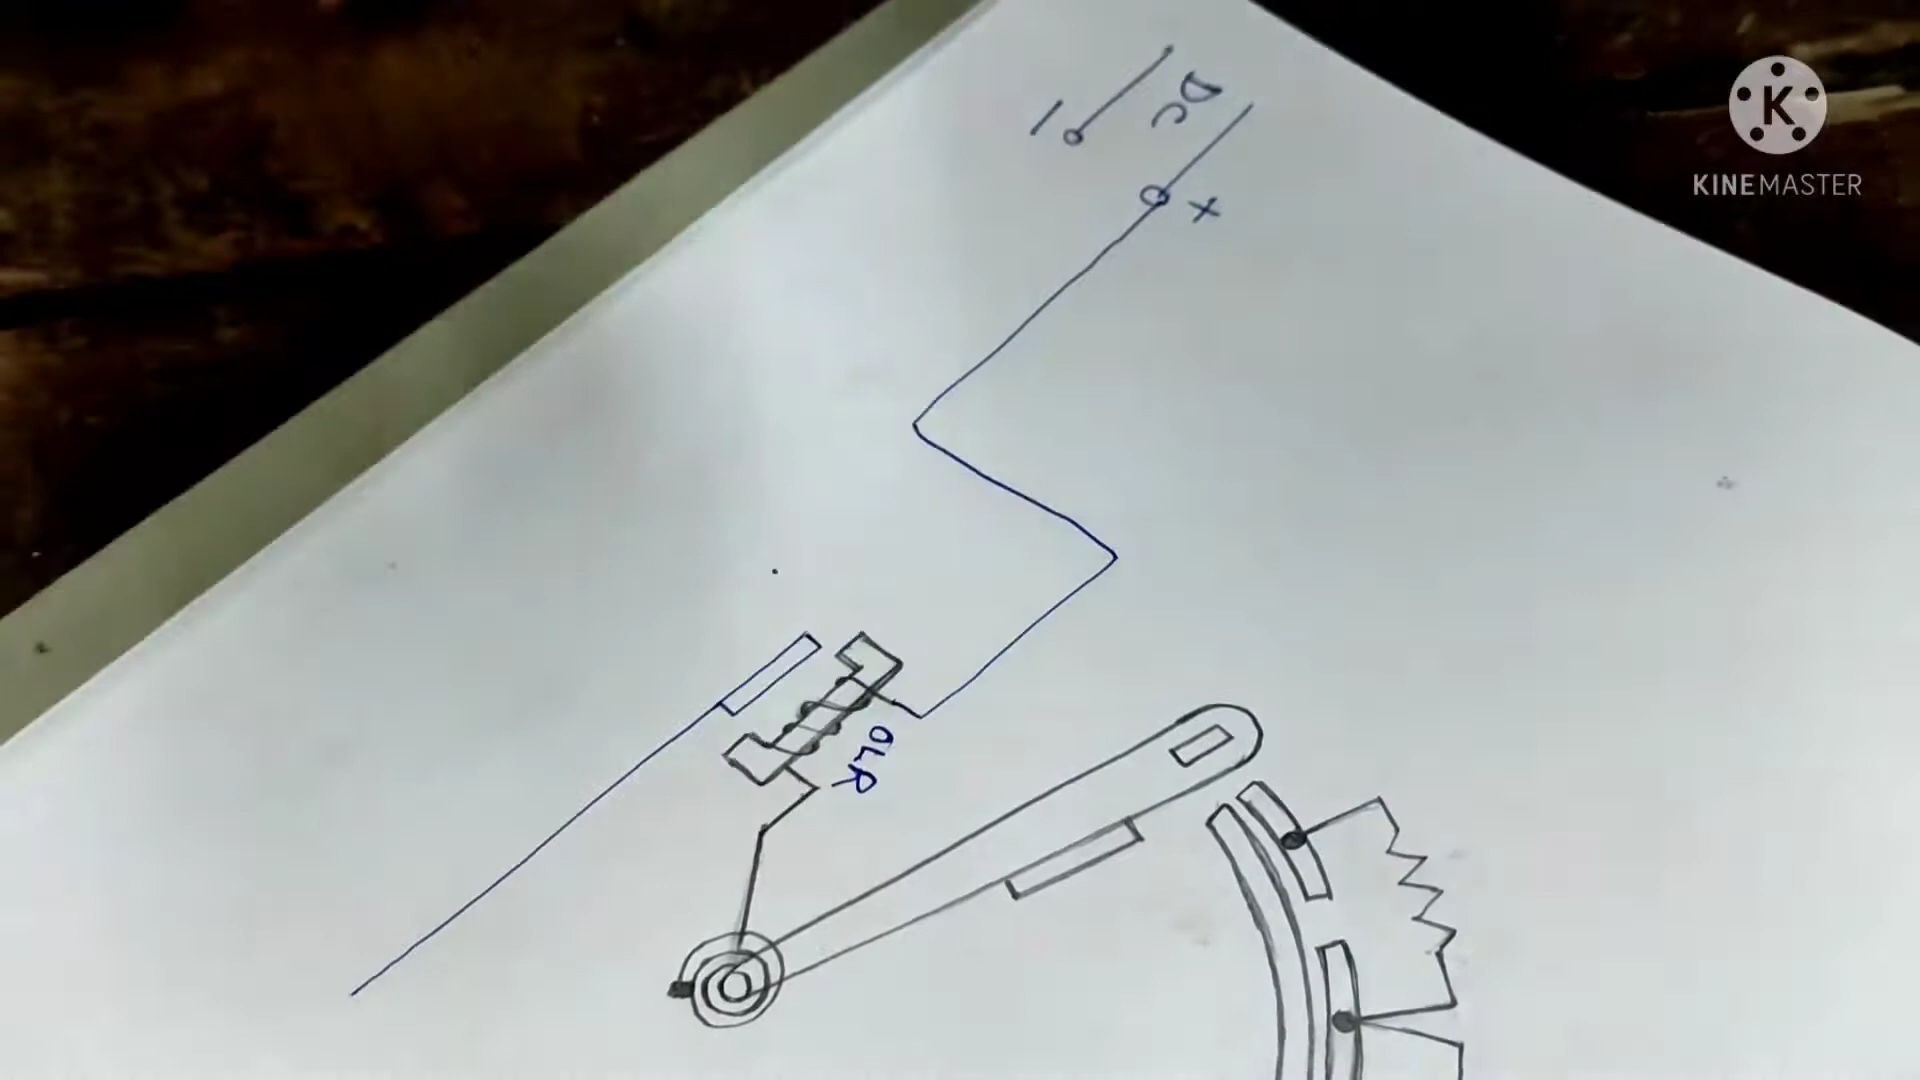 DC
-
+
OLR
K
KINEMASTER